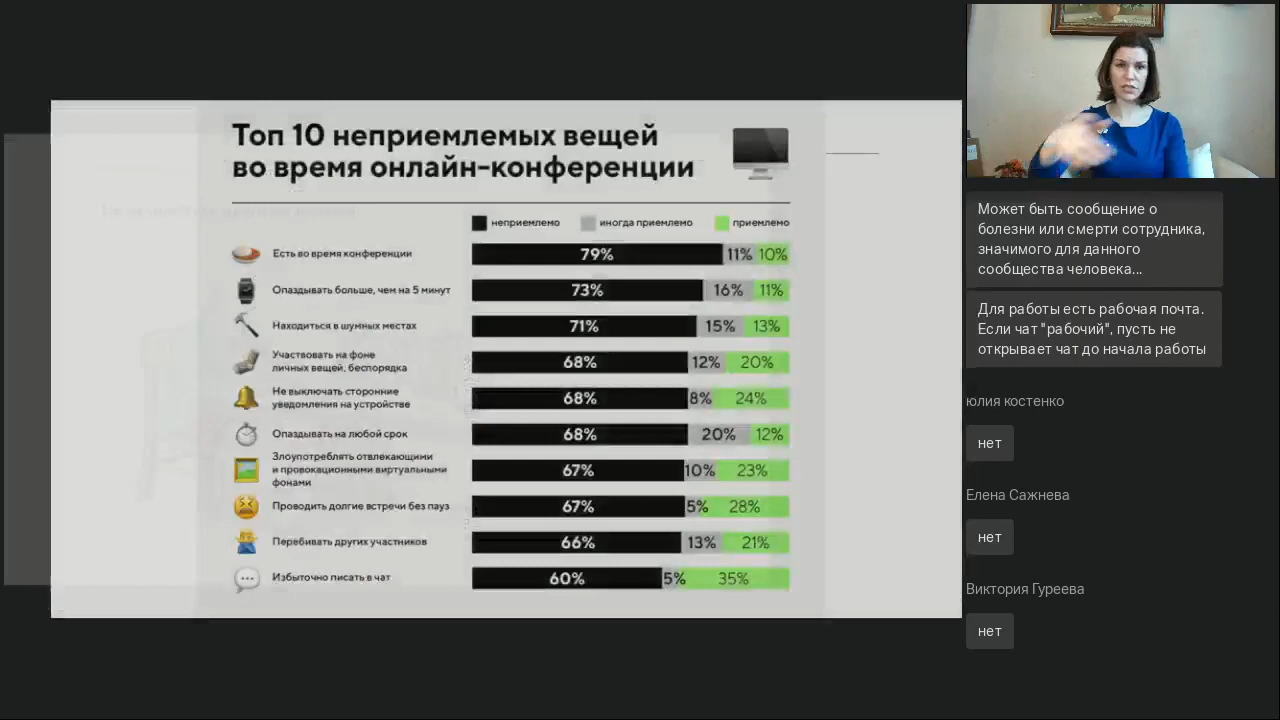 Топ 10 неприемлемых вещей
во время онлайн-конференции
неприемлемо иногда приемлемо приемлемо
Есть во время конференции 79% 11% 10%
Опаздывать больше, чем на 5 минут 73% 16% 11%
Находиться в шумных местах 71% 15% 13%
Участвовать на фоне
личных вещей, беспорядка 68% 12% 20%
Не выключать сторонние
уведомления на устройстве 68% 8% 24%
Опаздывать на любой срок 68% 20% 12%
Злоупотреблять отвлекающими
и провокационными виртуальными
фонами 67% 10% 23%
Проводить долгие встречи без пауз 67% 5% 28%
Перебивать других участников 66% 13% 21%
Избыточно писать в чат 60% 5% 35%
Может быть сообщение о
болезни или смерти сотрудника,
значимого для данного
сообщества человека...
Для работы есть рабочая почта.
Если чат "рабочий", пусть не
открывает чат до начала работы
юлия костенко
нет
Елена Сажнева
нет
Виктория Гуреева
нет